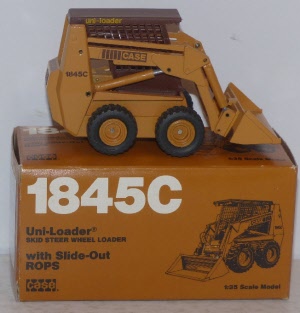 uni-loader
CASE
1845C
1845C
Uni-Loader®
SKID STEER WHEEL LOADER
with Slide-Out
ROPS
case
1:35 Scale Model